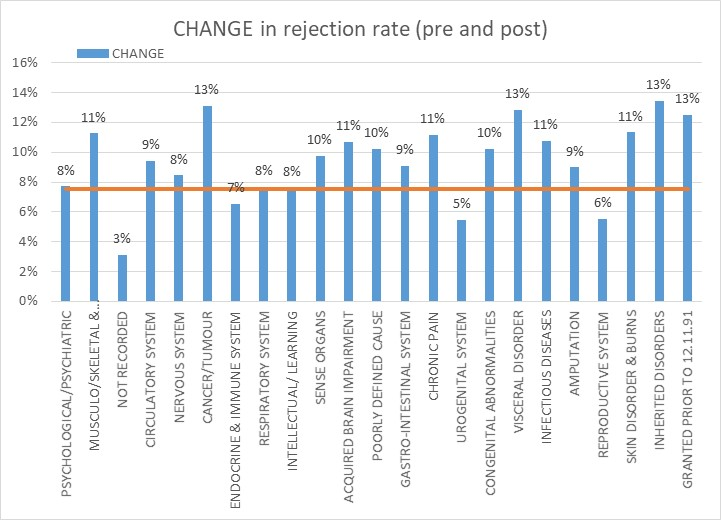 CHANGE in rejection rate (pre and post)
CHANGE
16%
14%
12%
10%
8%
6%
4%
2%
0%
8%
11%
3%
9%
8%
13%
7%
8%
8%
10%
11%
10%
9%
11%
5%
10%
13%
11%
9%
6%
11%
13%
13%
PSYCHOLOGICAL/PSYCHIATRIC
MUSCULO/SKELETAL &...
NOT RECORDED
CIRCULATORY SYSTEM
NERVOUS SYSTEM
CANCER/TUMOUR
ENDOCRINE & IMMUNE SYSTEM
RESPIRATORY SYSTEM
INTELLECTUAL/ LEARNING
SENSE ORGANS
ACQUIRED BRAIN IMPAIRMENT
POORLY DEFINED CAUSE
GASTRO-INTESTINAL SYSTEM
CHRONIC PAIN
UROGENITAL SYSTEM
CONGENITAL ABNORMALITIES
VISCERAL DISORDER
INFECTIOUS DISEASES
AMPUTATION
REPRODUCTIVE SYSTEM
SKIN DISORDER & BURNS
INHERITED DISORDERS
GRANTED PRIOR TO 12.11.91